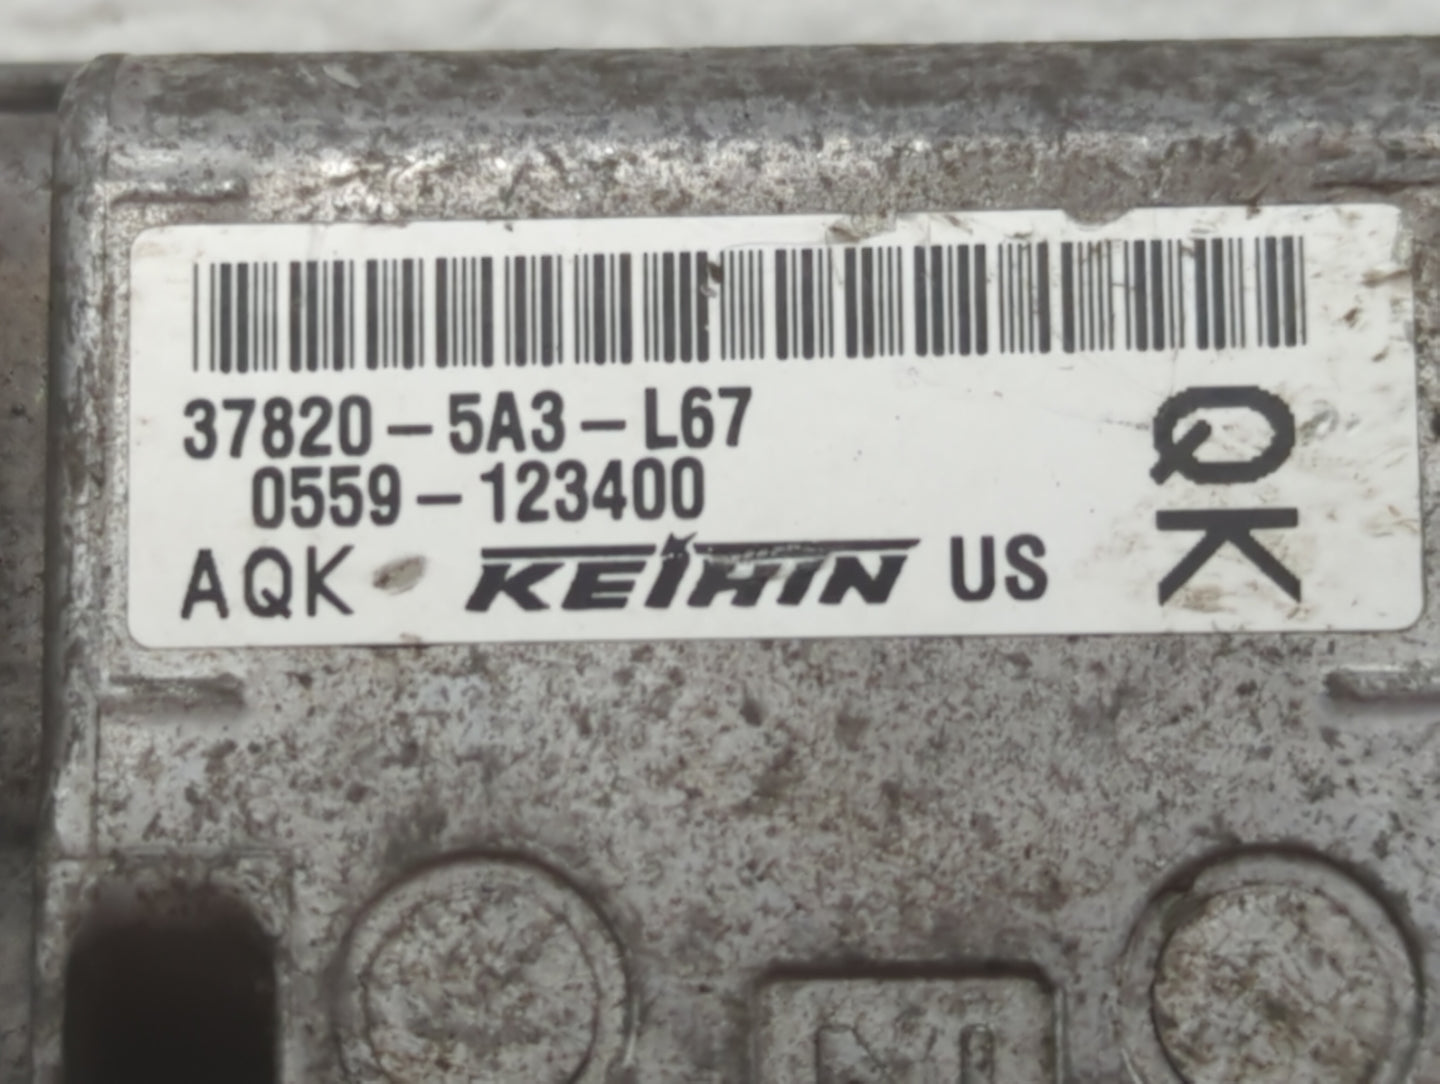 37820-5A3-L67
0559-123400
AQK KEIHIN US
QK